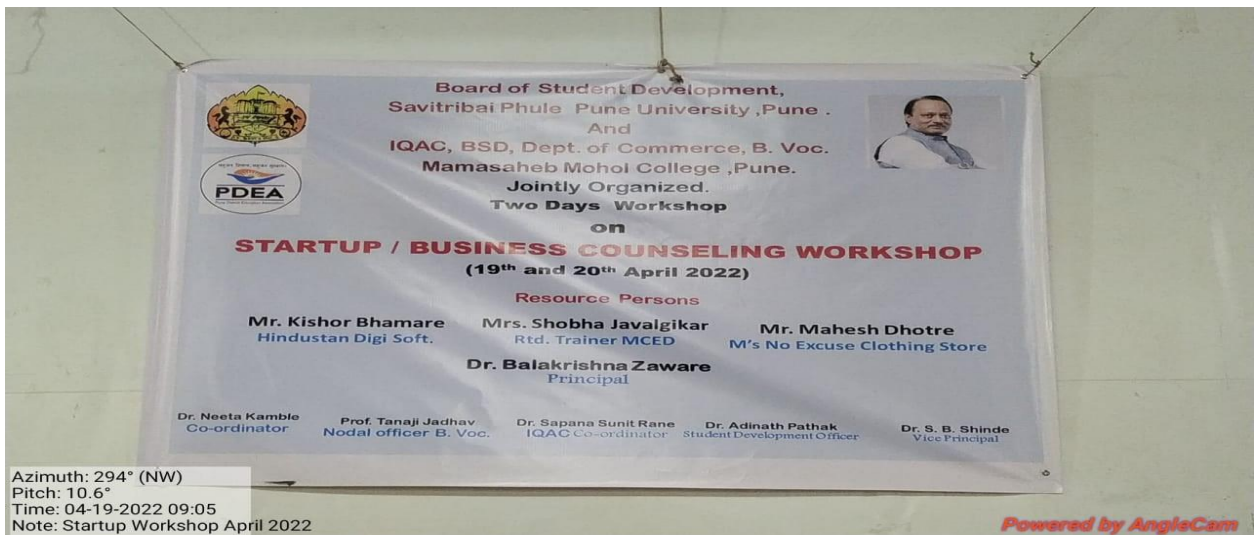 Board of Student Development,
Savitribai Phule Pune University ,Pune .
And
IQAC, BSD, Dept. of Commerce, B. Voc.
Mamasaheb Mohol College ,Pune.
Jointly Organized.
Two Days Workshop
on
STARTUP / BUSINESS COUNSELING WORKSHOP
(19th and 20th April 2022)
Resource Persons
Mr. Kishor Bhamare Mrs. Shobha Javalgikar Mr. Mahesh Dhotre
Hindustan Digi Soft. Rtd. Trainer MCED M's No Excuse Clothing Store
Dr. Balakrishna Zaware
Principal
Dr. Neeta Kamble Prof. Tanaji Jadhav Dr. Sapana Sunit Rane Dr. Adinath Pathak Dr. S. B. Shinde
Co-ordinator Nodal officer B. Voc. IQAC Co-ordinator Student Development Officer Vice Principal
PDEA
Azimuth: 294° (NW)
Pitch: 10.6°
Time: 04-19-2022 09:05
Note: Startup Workshop April 2022
Powered by AngleCam